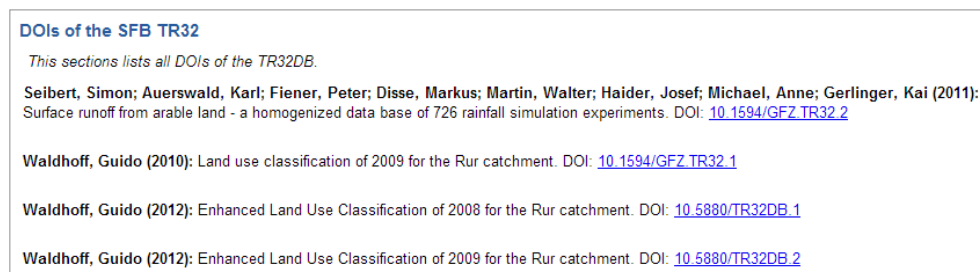 DOIs of the SFB TR32
This sections lists all DOIs of the TR32DB.
Seibert, Simon; Auerswald, Karl; Fiener, Peter; Disse, Markus; Martin, Walter; Haider, Josef; Michael, Anne; Gerlinger, Kai (2011):
Surface runoff from arable land - a homogenized data base of 726 rainfall simulation experiments. DOI: 10.1594/GFZ.TR32.2
Waldhoff, Guido (2010): Land use classification of 2009 for the Rur catchment. DOI: 10.1594/GFZ.TR32.1
Waldhoff, Guido (2012): Enhanced Land Use Classification of 2008 for the Rur catchment. DOI: 10.5880/TR32DB.1
Waldhoff, Guido (2012): Enhanced Land Use Classification of 2009 for the Rur catchment. DOI: 10.5880/TR32DB.2